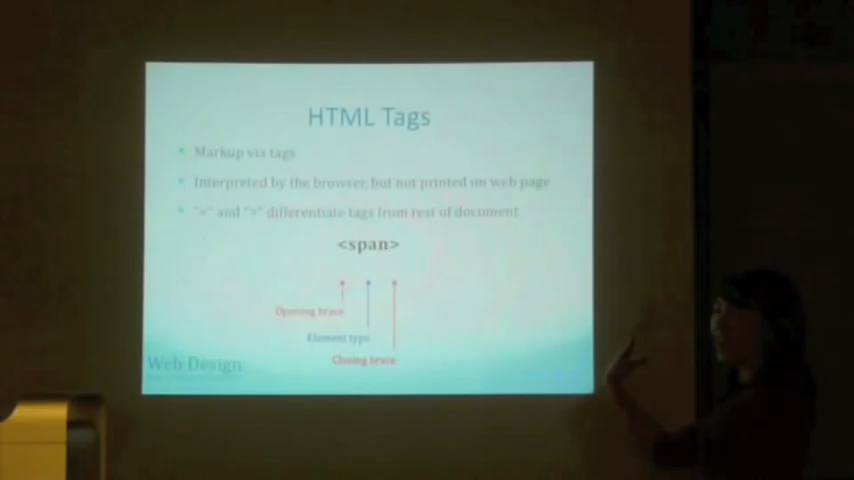 HTML Tags
Markup via tags
Interpreted by the browser, but not printed on web page
"<" and ">" differentiate tags from rest of document
<span>
Opening brace
Element type
Closing brace
Web Design